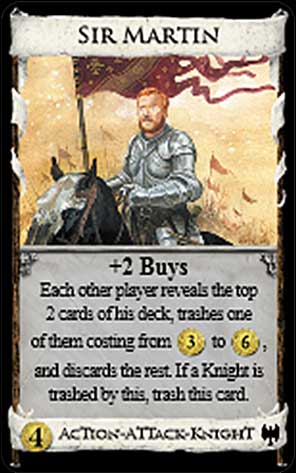 Sir Martin
+2 Buys
Each other player reveals the top
2 cards of his deck, trashes one
of them costing from 3 to 6,
and discards the rest. If a Knight is
trashed by this, trash this card.
4 Action-Attack-Knight